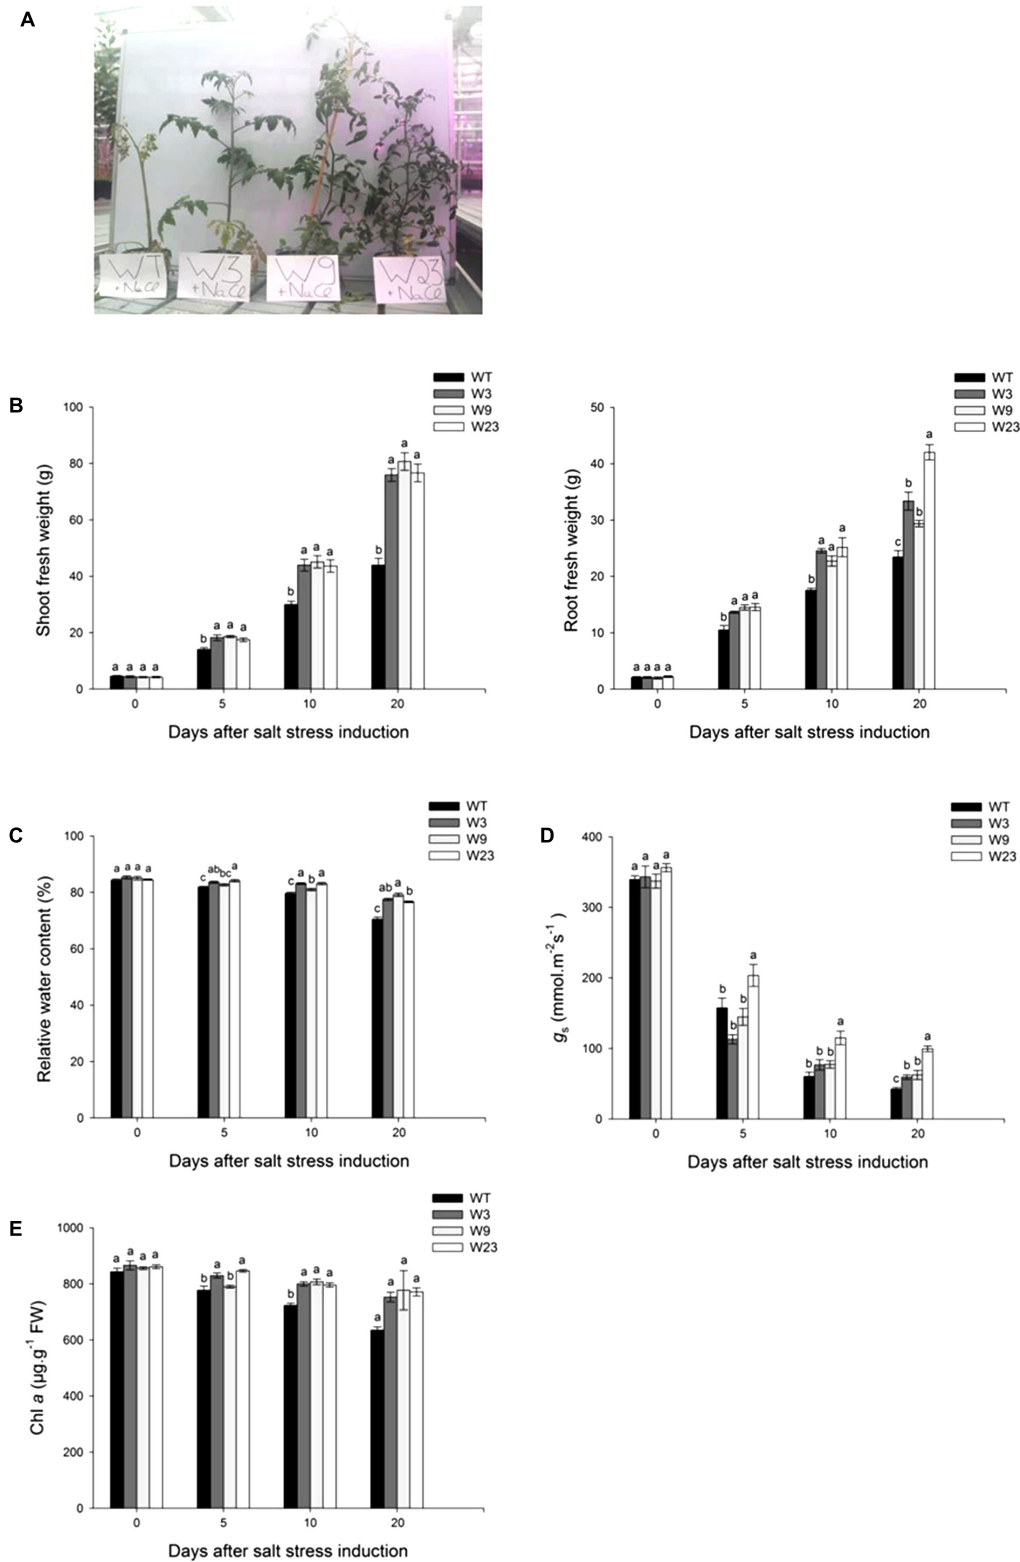 A
WT
+NaCl
W3
+NaCl
W9
+NaCl
W23
+NaCl
B
WT
W3
W9
W23
100
80
60
40
20
0
Shoot fresh weight (g)
a a a a
b a a a
b a a a
b a a a
0 5 10 20
Days after salt stress induction
WT
W3
W9
W23
50
40
30
20
10
0
Root fresh weight (g)
a a a a
b a a a
b a a a
c b b a
0 5 10 20
Days after salt stress induction
C
WT
W3
W9
W23
100
80
60
40
20
0
Relative water content (%)
a a a a
c ab bc a
c a b a
c ab a b
0 5 10 20
Days after salt stress induction
D
WT
W3
W9
W23
400
300
200
100
0
gs (mmol.m-2s-1 )
a a a a
b b b a
b b b a
c b b a
0 5 10 20
Days after salt stress induction
E
WT
W3
W9
W23
1000
800
600
400
200
0
Chl a (µg.g-1 FW)
a a a a
b a b a
b a a a
a a a a
0 5 10 20
Days after salt stress induction